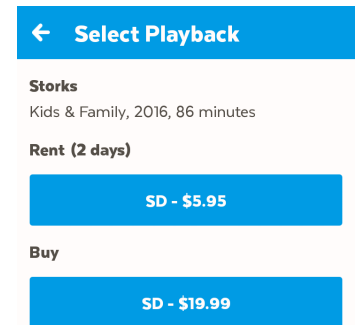 Select Playback
Storks
Kids & Family, 2016, 86 minutes
Rent (2 days)
SD - $5.95
Buy
SD - $19.99